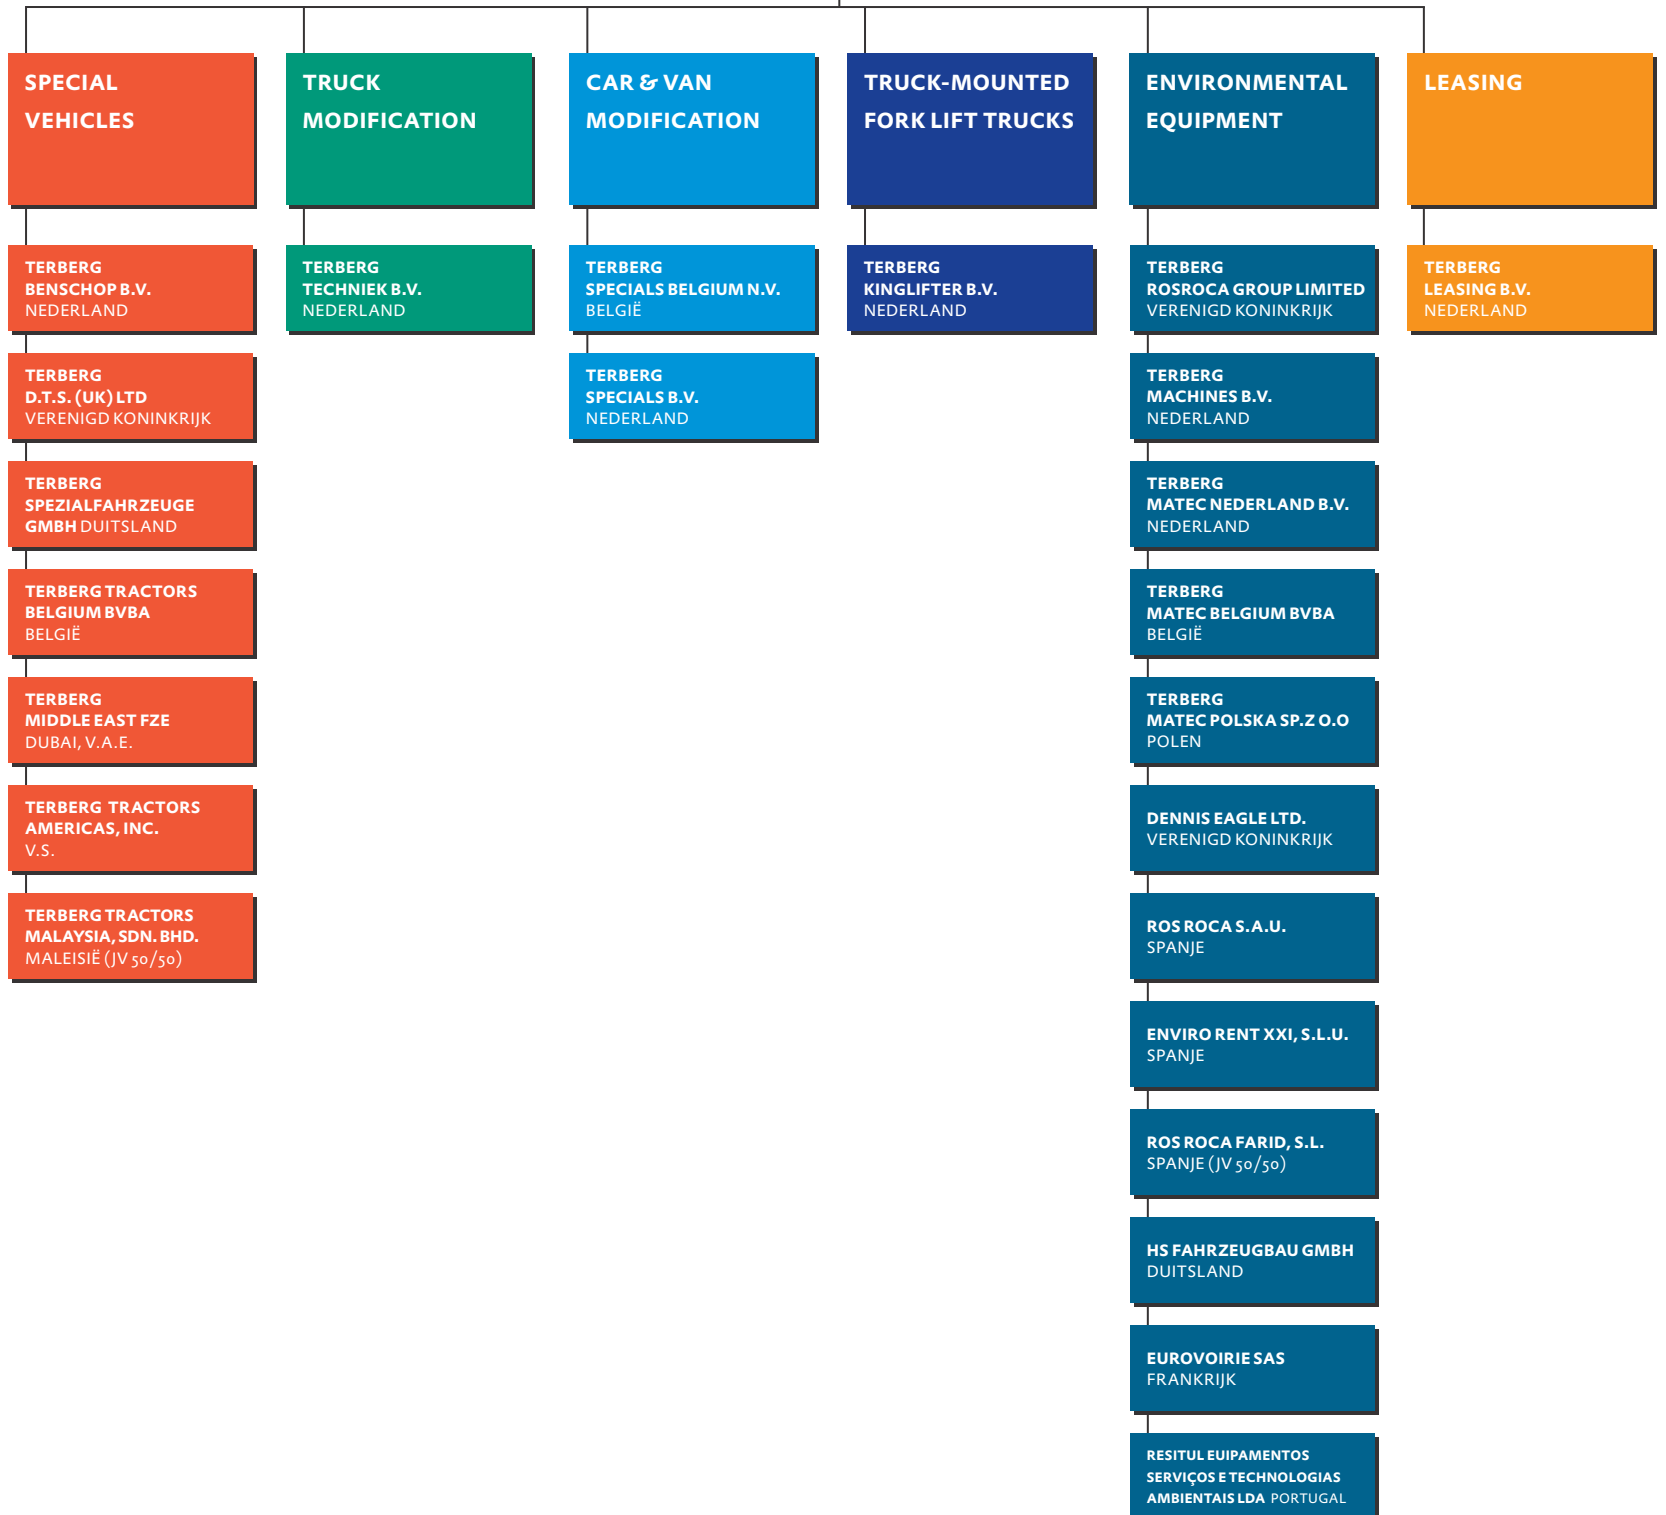 SPECIAL
VEHICLES
TRUCK
MODIFICATION
CAR & VAN
MODIFICATION
TRUCK-MOUNTED
FORK LIFT TRUCKS
ENVIRONMENTAL
EQUIPMENT
LEASING
TERBERG
BENSCHOP B.V.
NEDERLAND
TERBERG
D.T.S. (UK) LTD
VERENIGD KONINKRIJK
TERBERG
SPEZIALFAHRZEUGE
GMBH DUITSLAND
TERBERG TRACTORS
BELGIUM BVBA
BELGIË
TERBERG
MIDDLE EAST FZE
DUBAI, V.A.E.
TERBERG TRACTORS
AMERICAS, INC.
V.S.
TERBERG TRACTORS
MALAYSIA, SDN. BHD.
MALEISIË (JV 50/50)
TERBERG
TECHNIEK B.V.
NEDERLAND
TERBERG
SPECIALS BELGIUM N.V.
BELGIË
TERBERG
SPECIALS B.V.
NEDERLAND
TERBERG
KINGLIFTER B.V.
NEDERLAND
TERBERG
ROSROCA GROUP LIMITED
VERENIGD KONINKRIJK
TERBERG
MACHINES B.V.
NEDERLAND
TERBERG
MATEC NEDERLAND B.V.
NEDERLAND
TERBERG
MATEC BELGIUM BVBA
BELGIË
TERBERG
MATEC POLSKA SP.Z O.O
POLEN
DENNIS EAGLE LTD.
VERENIGD KONINKRIJK
ROS ROCA S.A.U.
SPANJE
ENVIRO RENT XXI, S.L.U.
SPANJE
ROS ROCA FARID, S.L.
SPANJE (JV 50/50)
HS FAHRZEUGBAU GMBH
DUITSLAND
EUROVOIRIE SAS
FRANKRIJK
RESITUL EUIPAMENTOS
SERVIÇOS E TECHNOLOGIAS
AMBIENTAIS LDA PORTUGAL
TERBERG
LEASING B.V.
NEDERLAND